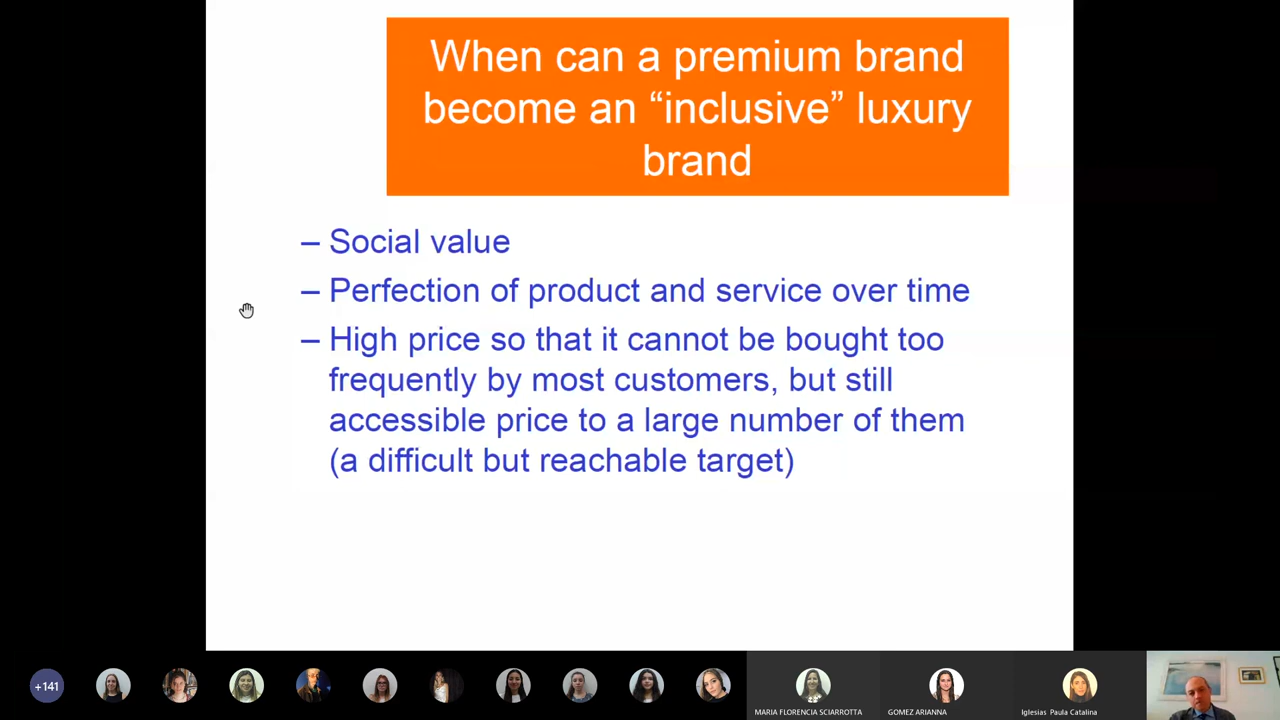 When can a premium brand
become an “inclusive” luxury
brand
– Social value
– Perfection of product and service over time
– High price so that it cannot be bought too
frequently by most customers, but still
accessible price to a large number of them
(a difficult but reachable target)
+141
MARIA FLORENCIA SCIARROTTA
GOMEZ ARIANNA
Iglesias Paula Catalina